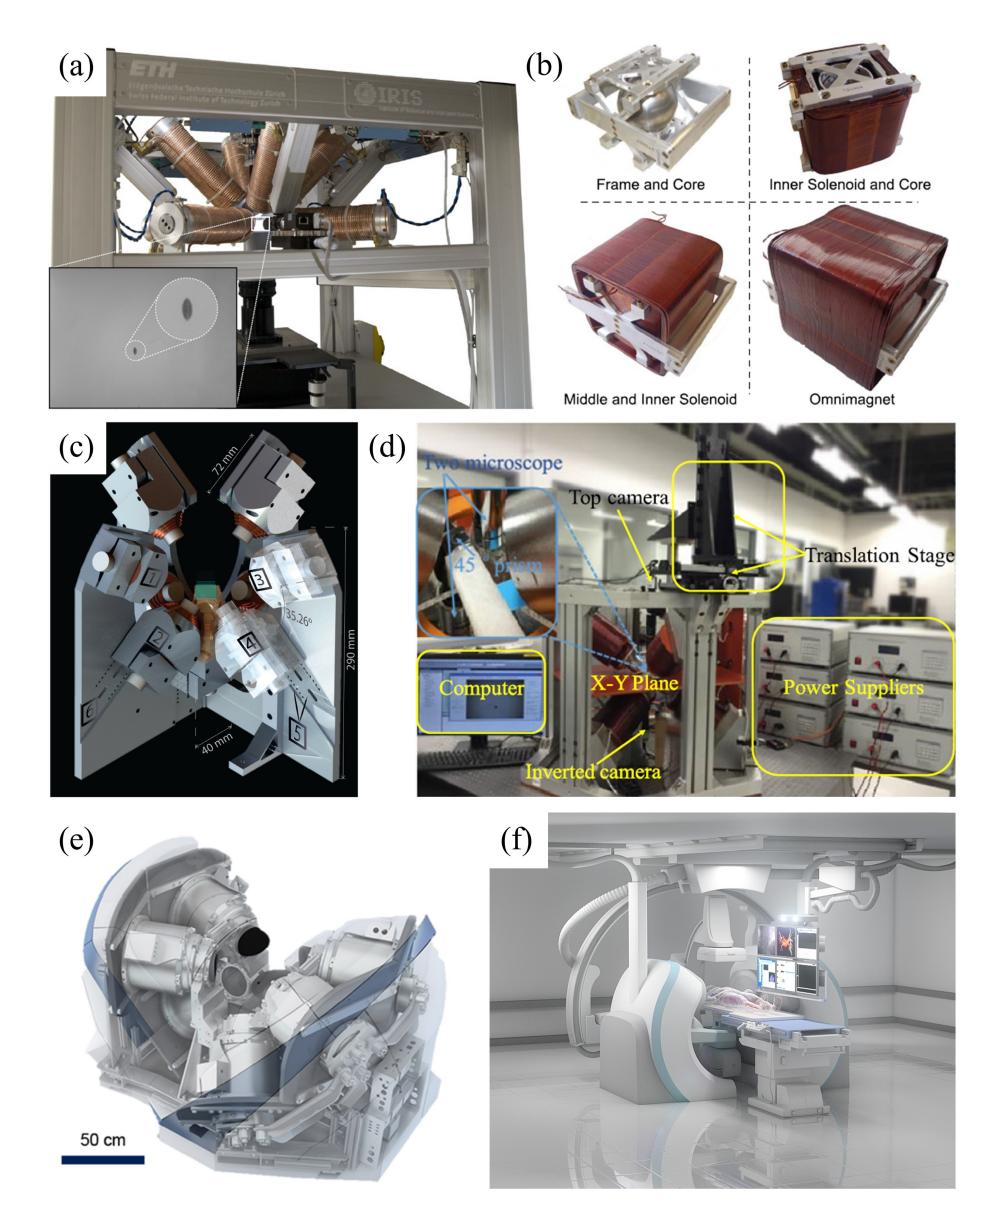 (a)
ETH
Eidgenössische Technische Hochschule Zürich
Swiss Federal Institute of Technology Zurich
IRIS
(b)
Frame and Core
Inner Solenoid and Core
Middle and Inner Solenoid
Omnimagnet
(c)
72 mm
1
3
35.26°
2
4
290 mm
6
5
40 mm
(d)
Two microscope
Top camera
45° prism
Translation Stage
Computer
X-Y Plane
Power Suppliers
Inverted camera
(e)
50 cm
(f)